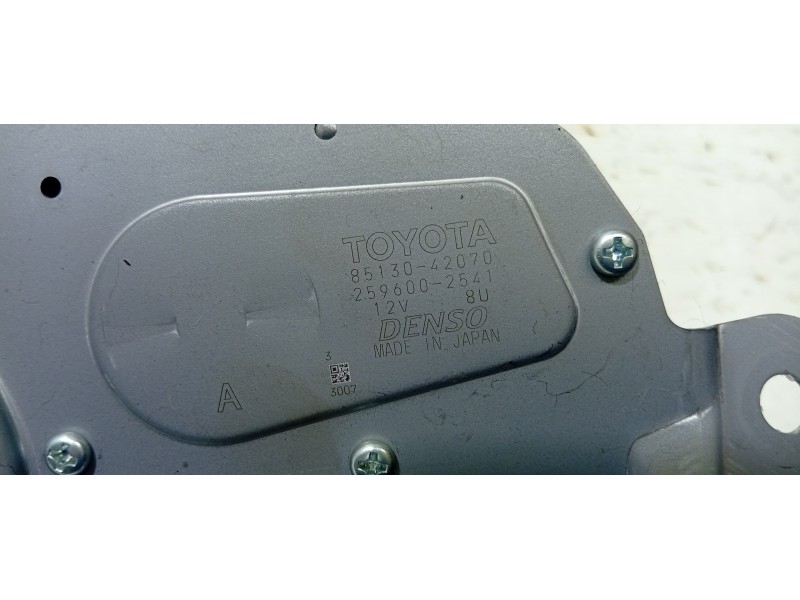 TOYOTA
85130-42070
259600-2541
12V 8U
DENSO
MADE IN JAPAN
3
3007
A